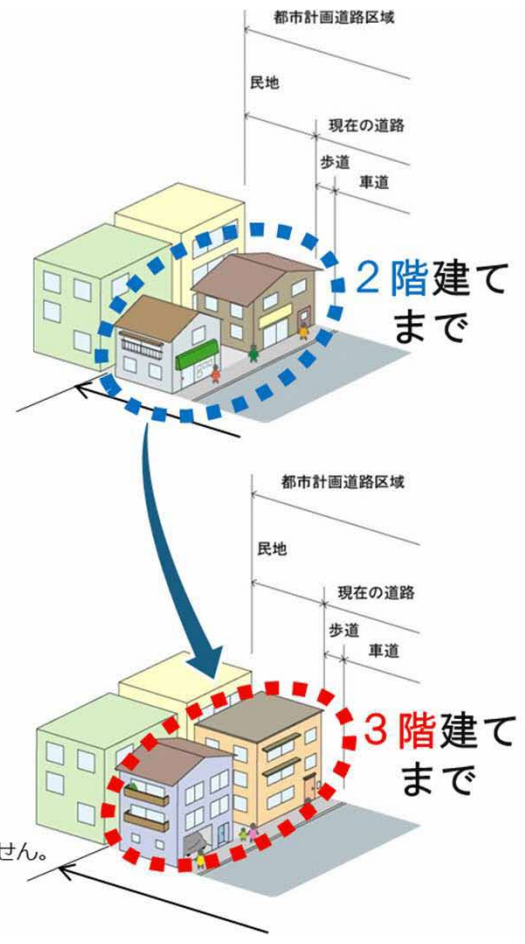 都市計画道路区域
民地
現在の道路
歩道
車道
2階建て
まで
都市計画道路区域
民地
現在の道路
歩道
車道
3階建て
まで
せん。